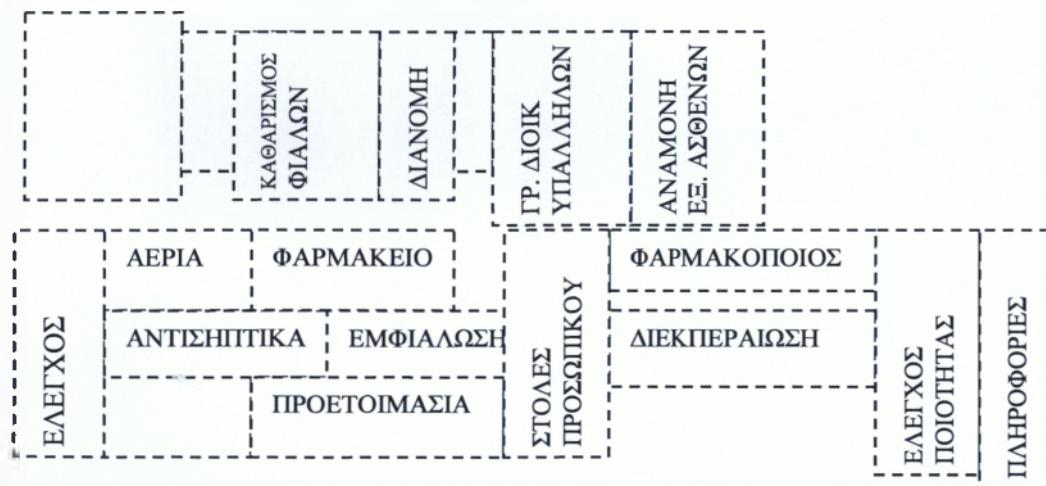 ΚΑΘΑΡΙΣΜΟΣ
ΦΙΑΛΩΝ
ΔΙΑΝΟΜΗ
ΓΡ. ΔΙΟΙΚ
ΥΠΑΛΛΗΛΩΝ
ΑΝΑΜΟΝΗ
ΕΞ. ΑΣΘΕΝΩΝ
ΕΛΕΓΧΟΣ
ΑΕΡΙΑ
ΦΑΡΜΑΚΕΙΟ
ΑΝΤΙΣΗΠΤΙΚΑ
ΕΜΦΙΑΛΩΣΗ
ΠΡΟΕΤΟΙΜΑΣΙΑ
ΣΤΟΛΕΣ
ΠΡΟΣΩΠΙΚΟΥ
ΦΑΡΜΑΚΟΠΟΙΟΣ
ΔΙΕΚΠΕΡΑΙΩΣΗ
ΕΛΕΓΧΟΣ
ΠΟΙΟΤΗΤΑΣ
ΠΛΗΡΟΦΟΡΙΕΣ